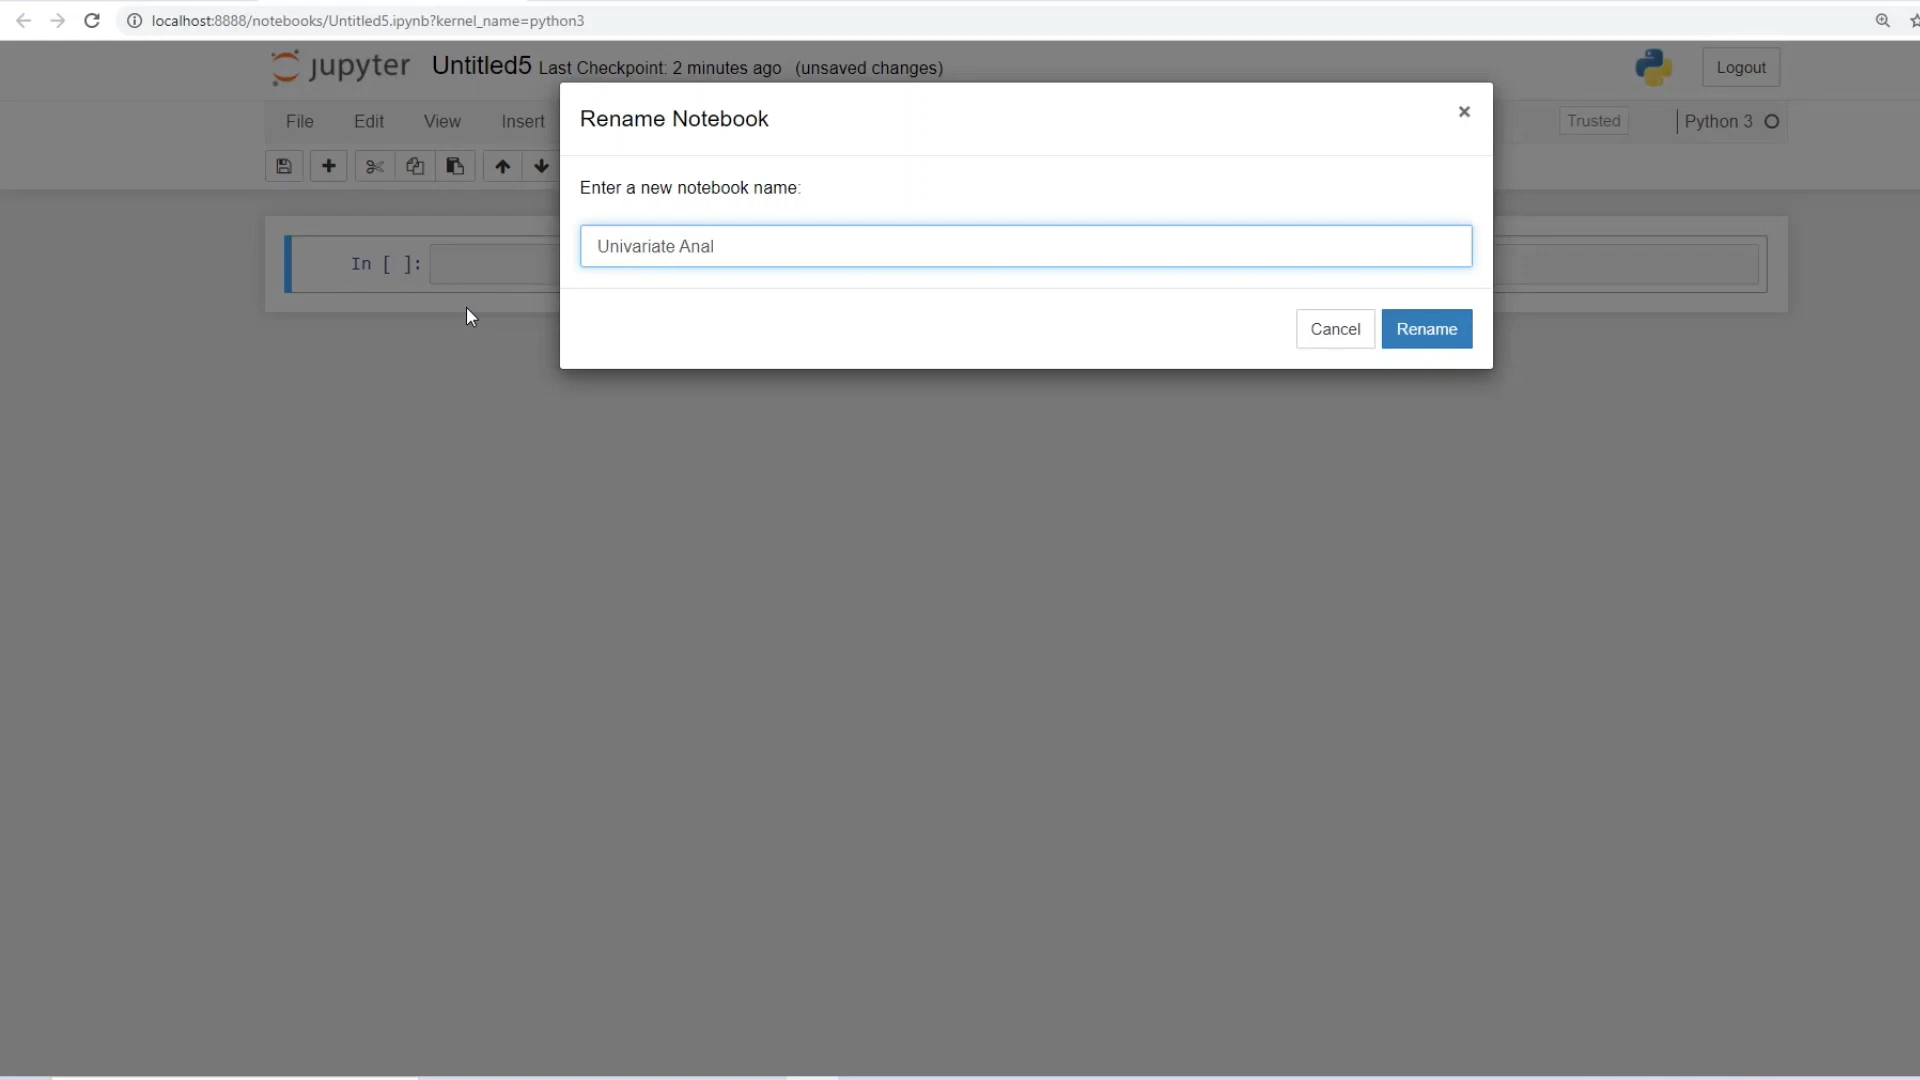 localhost:8888/notebooks/Untitled5.ipynb?kernel_name=python3
jupyter Untitled5 Last Checkpoint: 2 minutes ago (unsaved changes)
Logout
File Edit View Insert
Trusted
Python 3
Rename Notebook
×
Enter a new notebook name:
Univariate Anal
In [ ]:
Cancel Rename